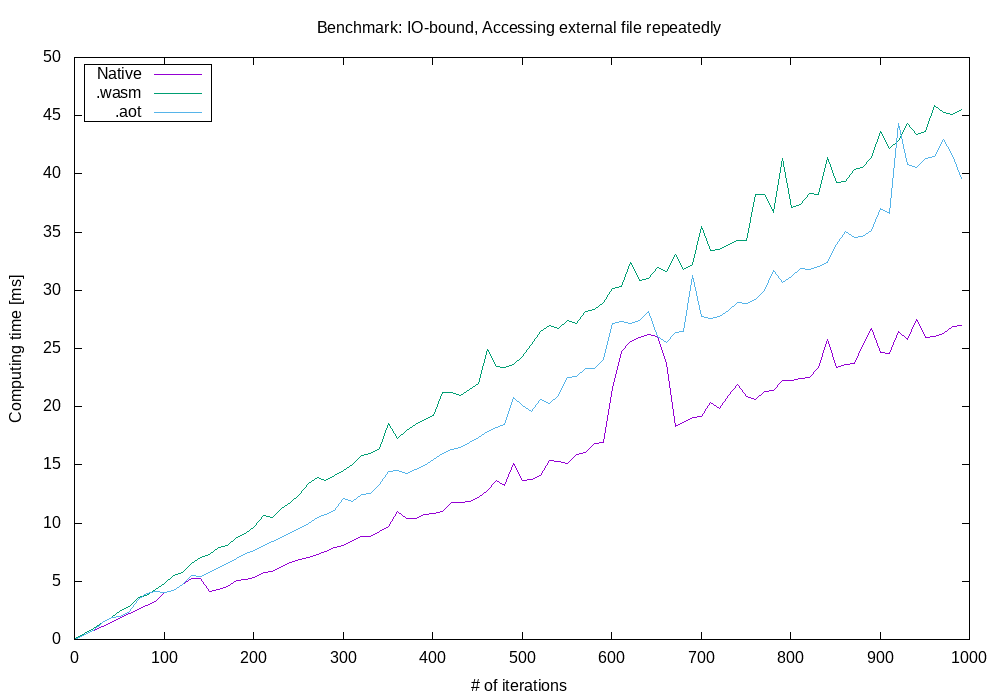 Benchmark: IO-bound, Accessing external file repeatedly
50
45
40
35
30
25
20
15
10
5
0
Native
.wasm
.aot
Computing time [ms]
0 100 200 300 400 500 600 700 800 900 1000
# of iterations